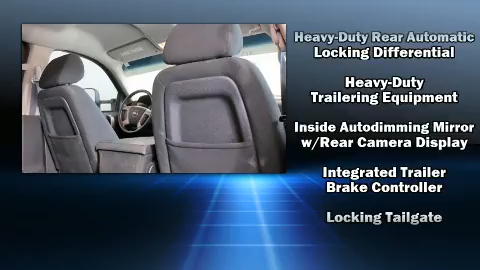 Heavy-Duty Rear Automatic
Locking Differential
Heavy-Duty
Trailering Equipment
Inside Autodimming Mirror
w/Rear Camera Display
Integrated Trailer
Brake Controller
Locking Tailgate